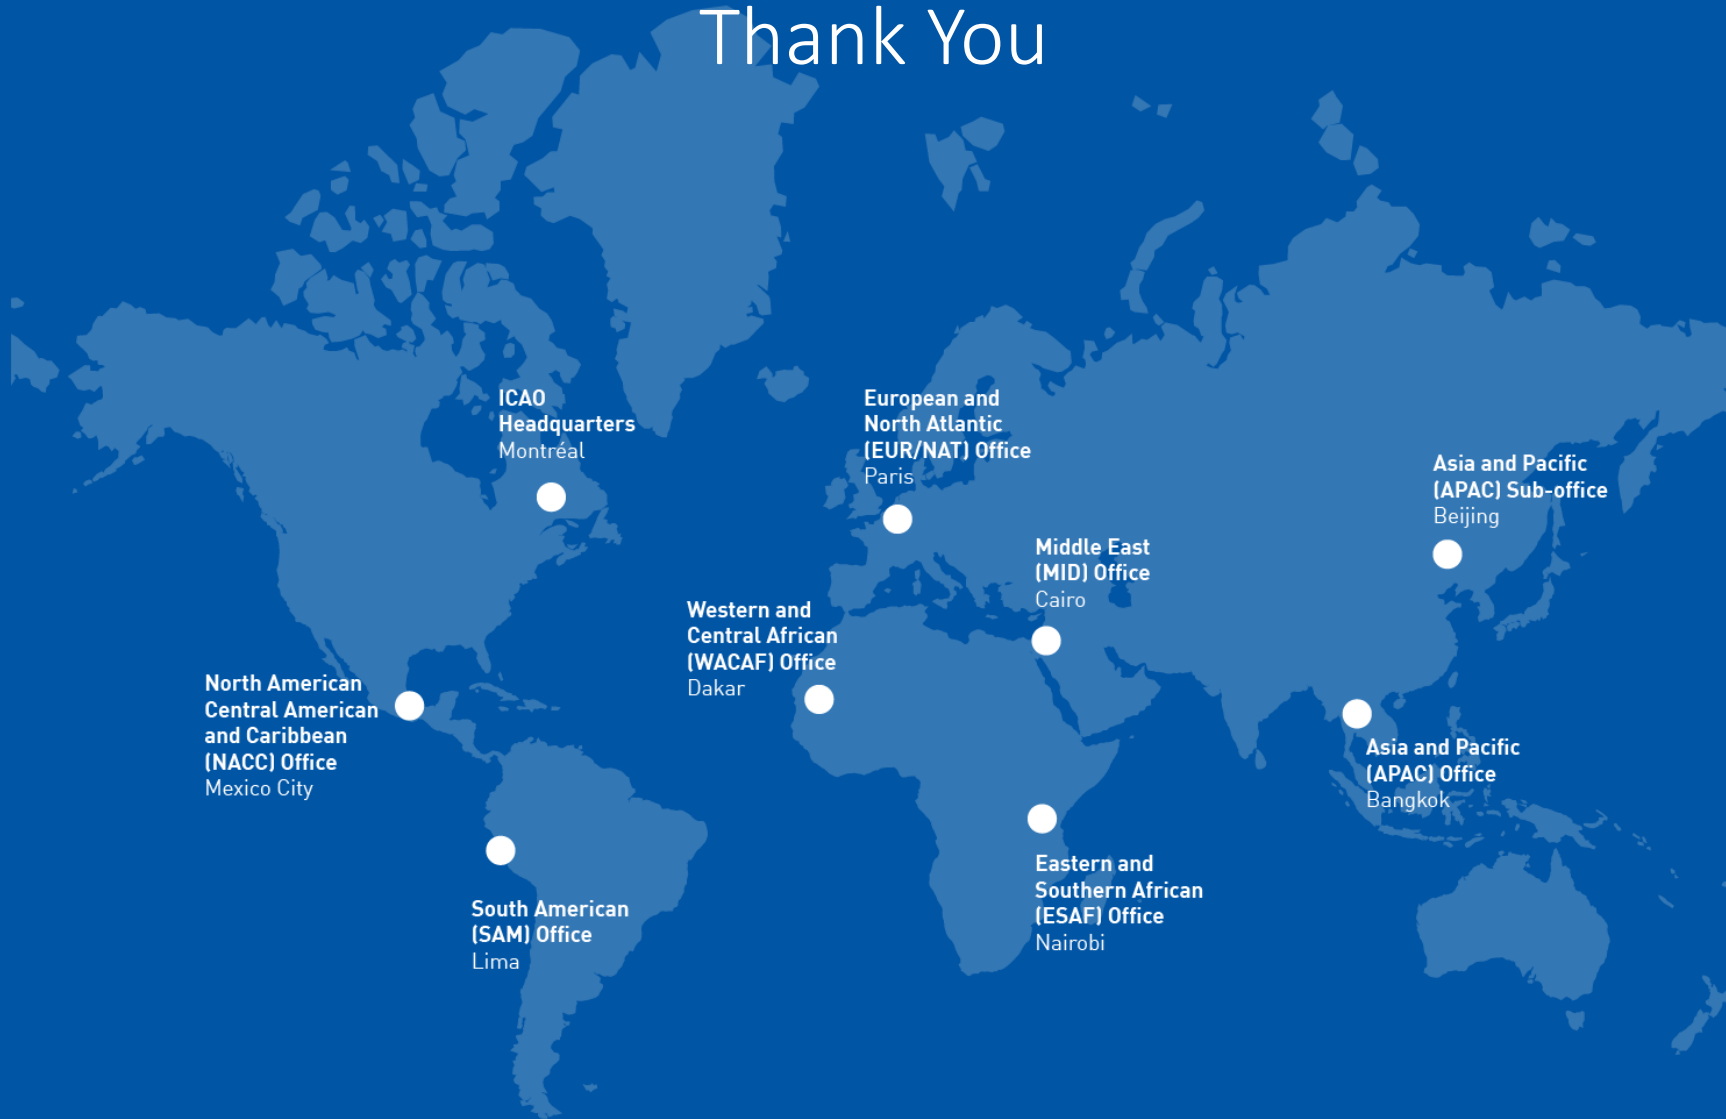 Thank You
ICAO
Headquarters
Montréal
European and
North Atlantic
(EUR/NAT) Office
Paris
Asia and Pacific
(APAC) Sub-office
Beijing
Middle East
(MID) Office
Cairo
Western and
Central African
(WACAF) Office
Dakar
North American
Central American
and Caribbean
(NACC) Office
Mexico City
Asia and Pacific
(APAC) Office
Bangkok
Eastern and
Southern African
(ESAF) Office
Nairobi
South American
(SAM) Office
Lima